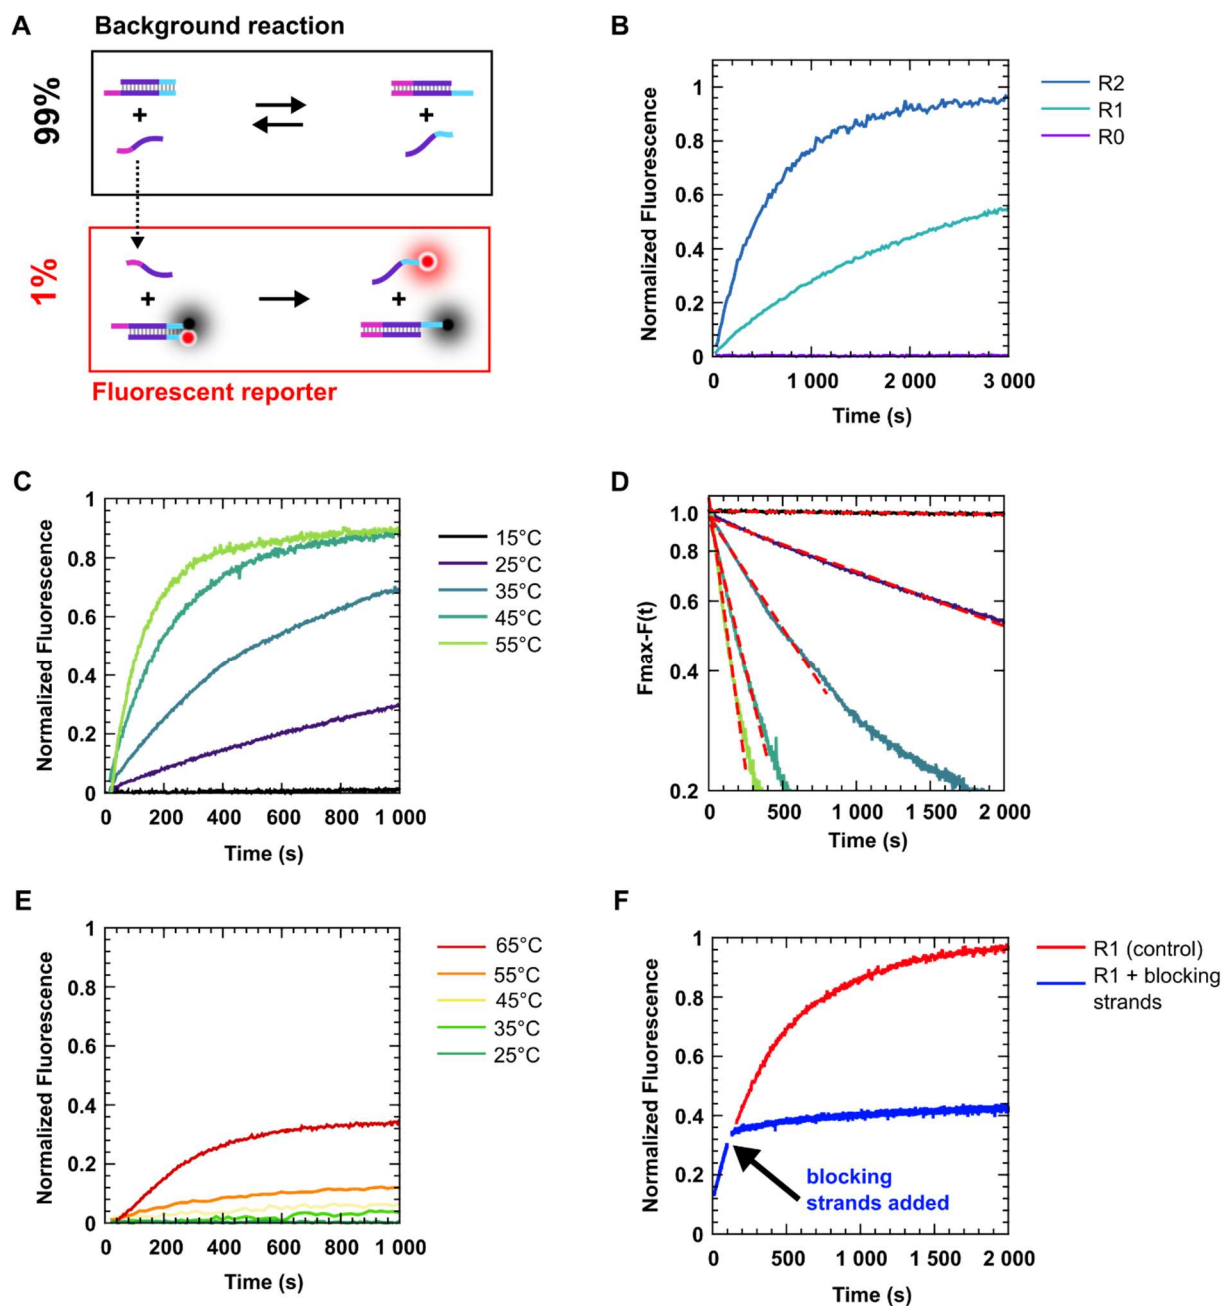 A
Background reaction
99%
+
+
1%
+
+
Fluorescent reporter
B
Normalized Fluorescence
1
0.8
0.6
0.4
0.2
0
0
1 000
2 000
3 000
Time (s)
R2
R1
R0
C
Normalized Fluorescence
1
0.8
0.6
0.4
0.2
0
0
200
400
600
800
1 000
Time (s)
15°C
25°C
35°C
45°C
55°C
D
Fmax-F(t)
1.0
0.8
0.6
0.4
0.2
0
500
1 000
1 500
2 000
Time (s)
E
Normalized Fluorescence
1
0.8
0.6
0.4
0.2
0
0
200
400
600
800
1 000
Time (s)
65°C
55°C
45°C
35°C
25°C
F
Normalized Fluorescence
1
0.8
0.6
0.4
0.2
0
0
500
1 000
1 500
2 000
Time (s)
blocking
strands added
R1 (control)
R1 + blocking
strands